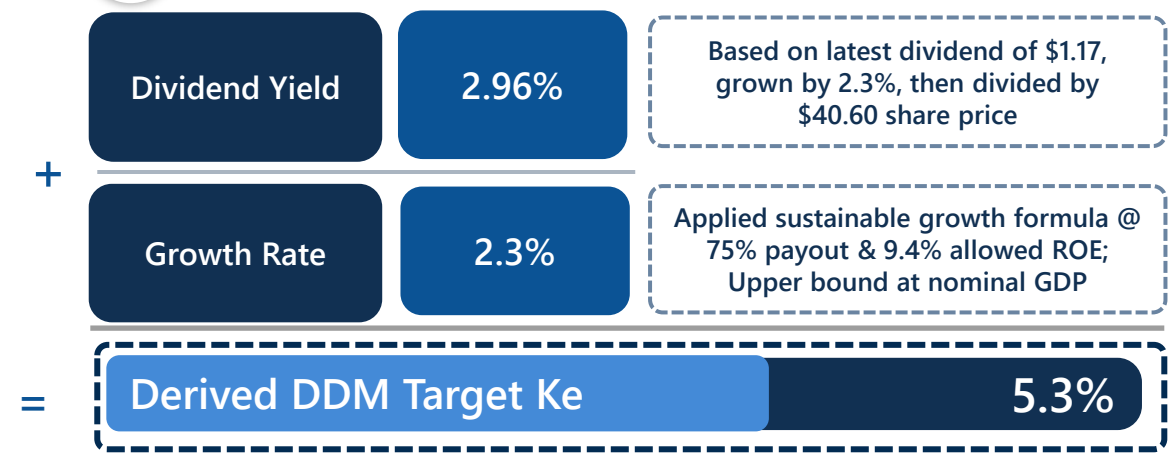 Dividend Yield
2.96%
Based on latest dividend of $1.17,
grown by 2.3%, then divided by
$40.60 share price
+
Growth Rate
2.3%
Applied sustainable growth formula @
75% payout & 9.4% allowed ROE;
Upper bound at nominal GDP
=
Derived DDM Target Ke
5.3%